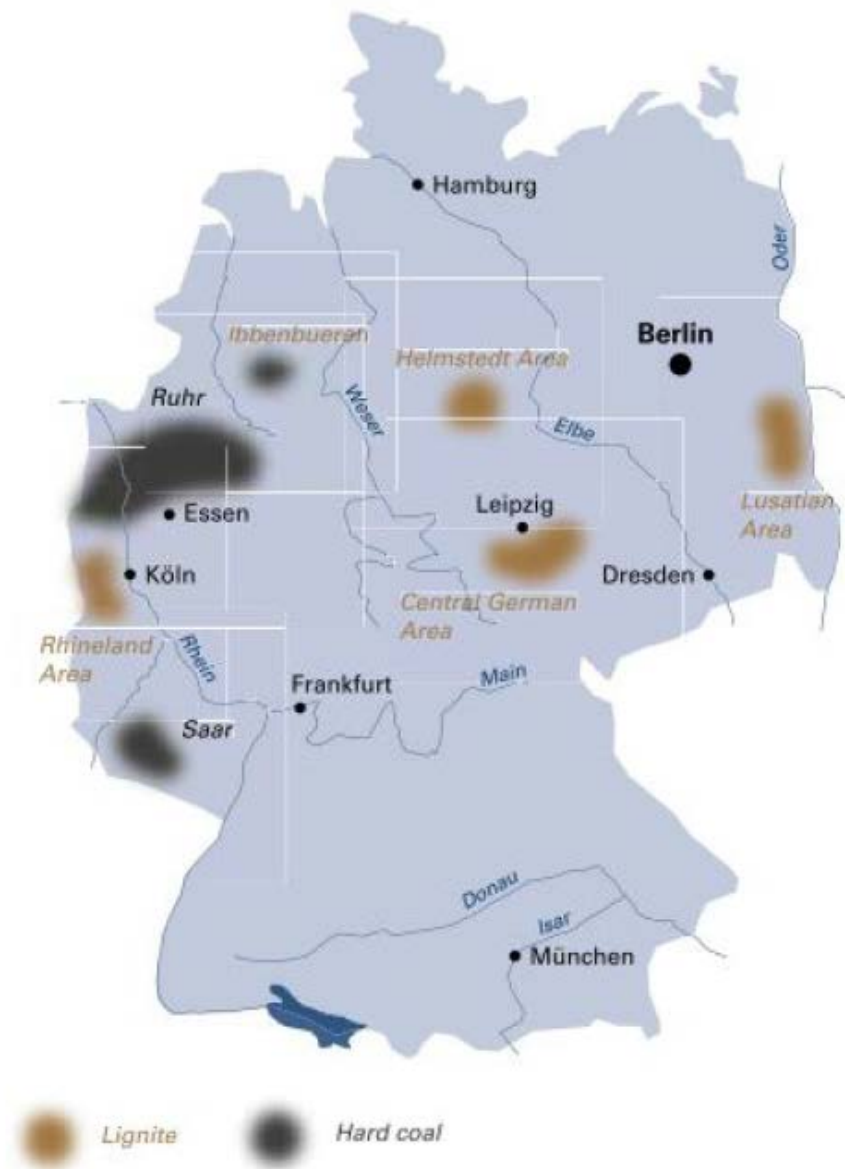 Hamburg
Oder
Ibbenbueran
Helmstedt Area
Berlin
Ruhr
Weser
Elbe
Essen
Leipzig
Lusatian
Area
Köln
Dresden
Central German
Area
Rhineland
Area
Rhein
Frankfurt
Main
Saar
Donau
Isar
München
Lignite
Hard coal